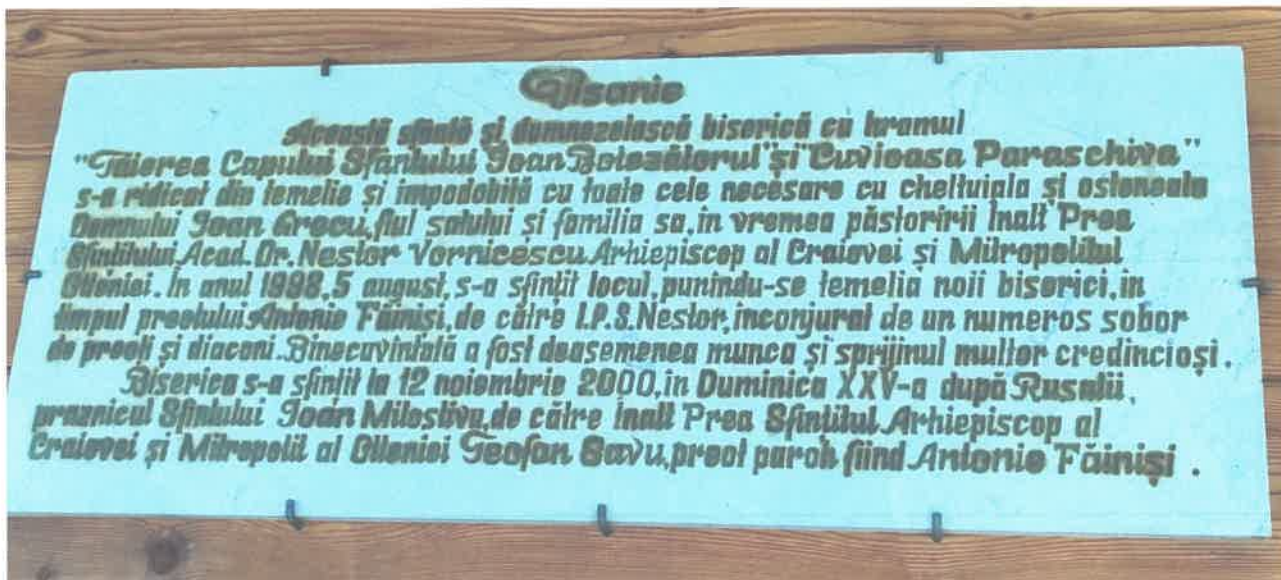 Pisanie
Această sfîntă și dumnezeiască biserică cu hramul
"Tăierea Capului Sfântului Ioan Botezătorul" și "Cuvioasa Paraschiva"
s-a ridicat din temelie și împodobită cu toate cele necesare cu cheltuiala și osteneala
Domnului Ioan Grecu, fiul satului și familia sa, în vremea păstoririi Înalt Prea
Sfințitului, Acad. Dr. Nestor Vornicescu Arhiepiscop al Craiovei și Mitropolitul
Olteniei. În anul 1998, 5 august, s-a sfințit locul, punîndu-se temelia noii biserici, în
timpul preotului Antonie Făiniși, de către I.P.S. Nestor, înconjurat de un numeros sobor
de preoți și diaconi. Binecuvîntată a fost deasemenea munca și sprijinul multor credincioși.
Biserica s-a sfințit la 12 noiembrie 2000, în Duminica XXV-a după Rusalii,
praznicul Sfîntului Ioan Milostivu, de către Înalt Prea Sfințitul Arhiepiscop al
Craiovei și Mitropolit al Olteniei Teofan Savu, preot paroh fiind Antonie Făiniși.